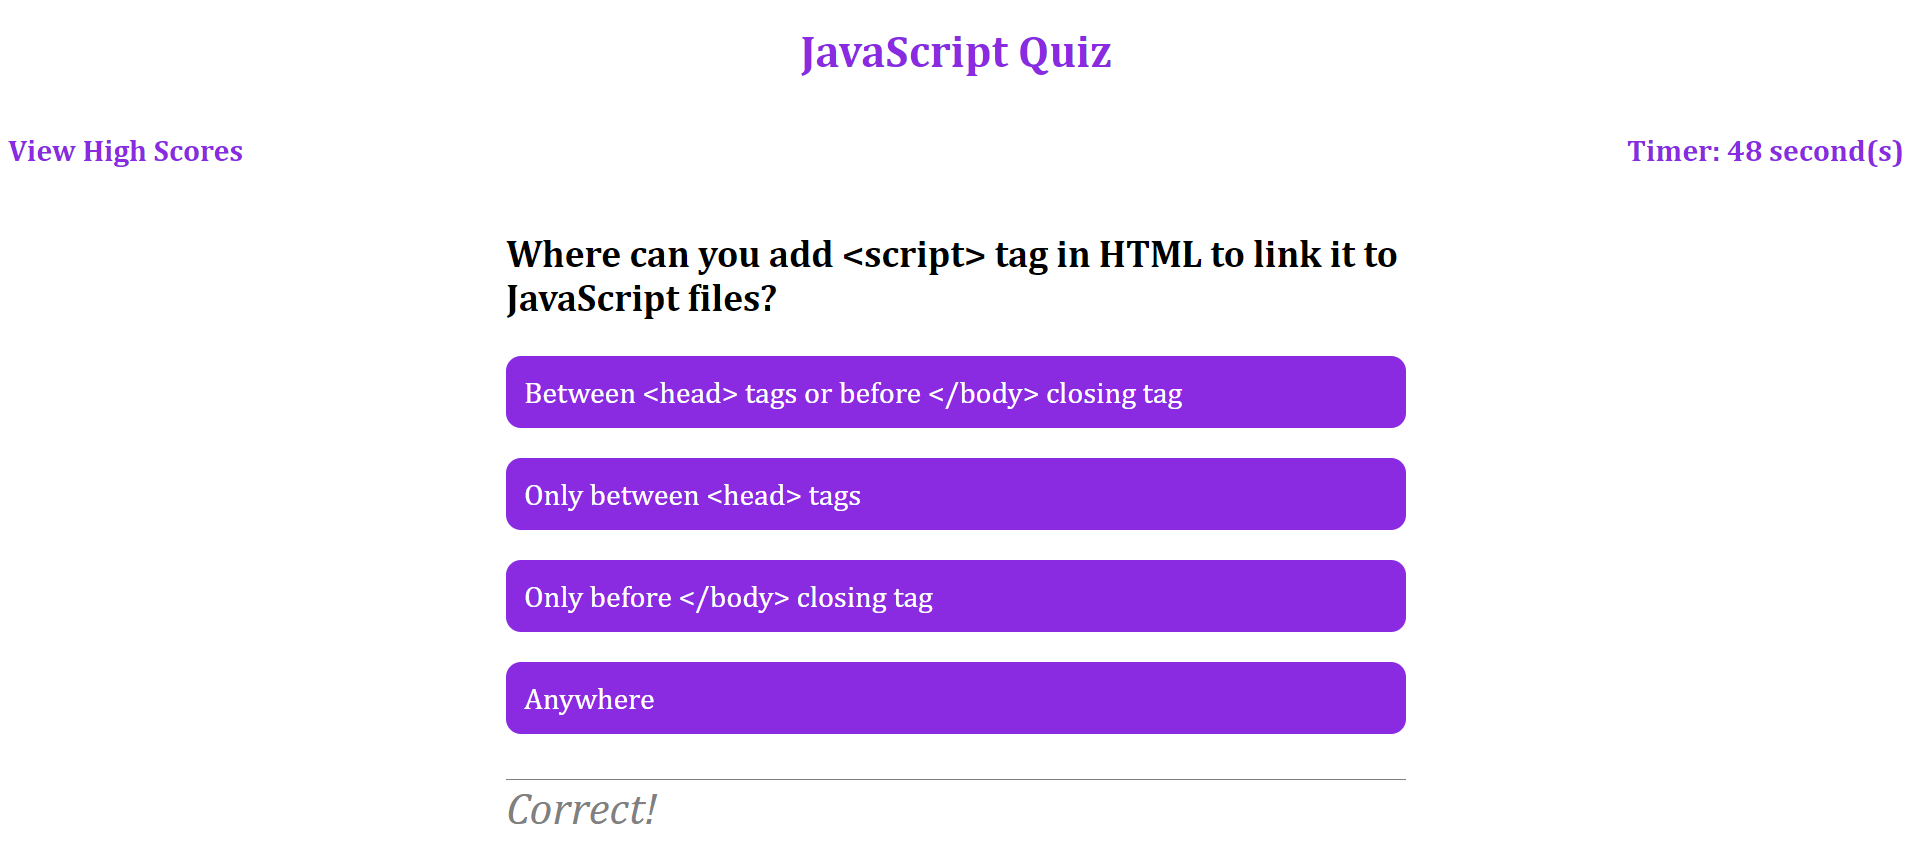 JavaScript Quiz
View High Scores
Timer: 48 second(s)
Where can you add <script> tag in HTML to link it to
JavaScript files?
Between <head> tags or before </body> closing tag
Only between <head> tags
Only before </body> closing tag
Anywhere
Correct!